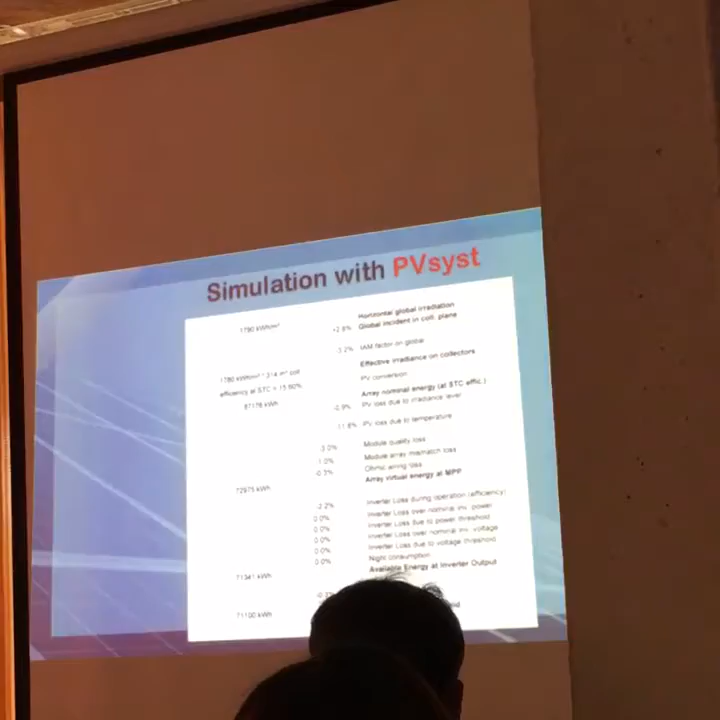 Simulation with PVsyst
Horizontal global irradiation
1780 kWh/m²
+2.8% Global incident in coll. plane
-3.2% IAM factor on global
Effective irradiance on collectors
1780 kWh/m² * 314 m² coll.
PV conversion
efficiency at STC = 15.60%
Array nominal energy (at STC effic.)
87176 kWh
-2.9% PV loss due to irradiance level
-11.8% PV loss due to temperature
-3.0% Module quality loss
-1.0% Module array mismatch loss
-0.3% Ohmic wiring loss
Array virtual energy at MPP
72975 kWh
-2.2% Inverter Loss during operation (efficiency)
0.0% Inverter Loss over nominal inv. power
0.0% Inverter Loss due to power threshold
0.0% Inverter Loss over nominal inv. voltage
0.0% Inverter Loss due to voltage threshold
0.0% Night consumption
Available Energy at Inverter Output
71341 kWh
71100 kWh